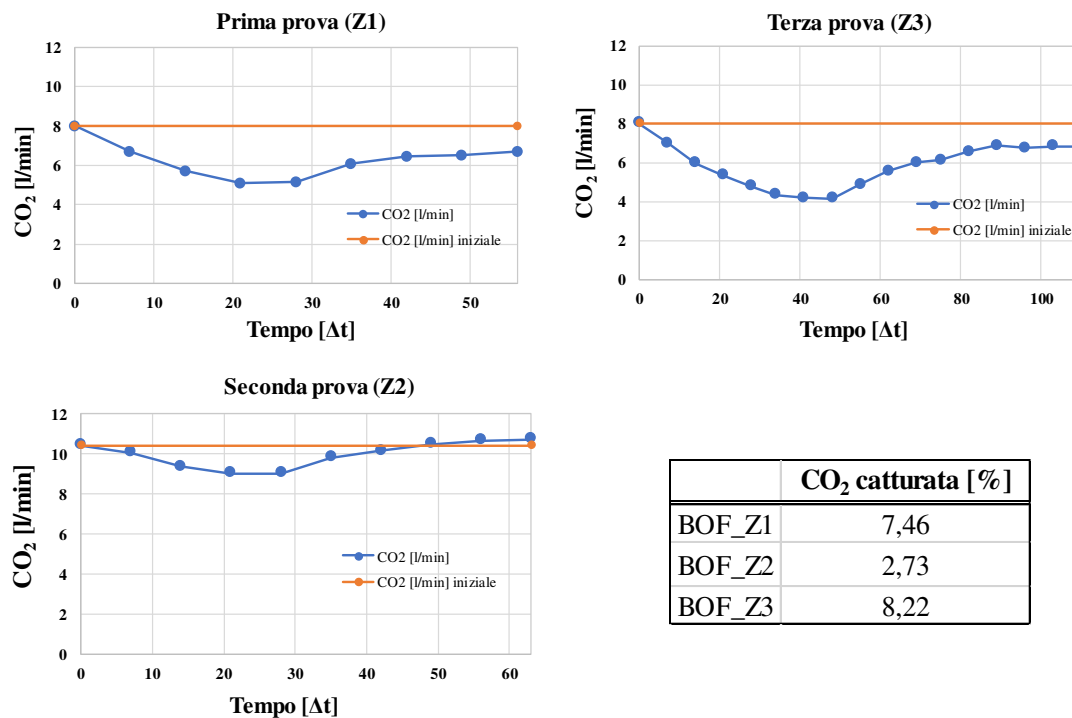 Prima prova (Z1)
12
10
8
6
4
2
0
CO₂ [l/min]
CO2 [l/min]
CO2 [l/min] iniziale
0 10 20 30 40 50
Tempo [Δt]
Terza prova (Z3)
12
10
8
6
4
2
0
CO₂ [l/min]
CO2 [l/min]
CO2 [l/min] iniziale
0 20 40 60 80 100
Tempo [Δt]
Seconda prova (Z2)
12
10
8
6
4
2
0
CO₂ [l/min]
CO2 [l/min]
CO2 [l/min] iniziale
0 10 20 30 40 50 60
Tempo [Δt]
CO₂ catturata [%]
BOF_Z1 7,46
BOF_Z2 2,73
BOF_Z3 8,22